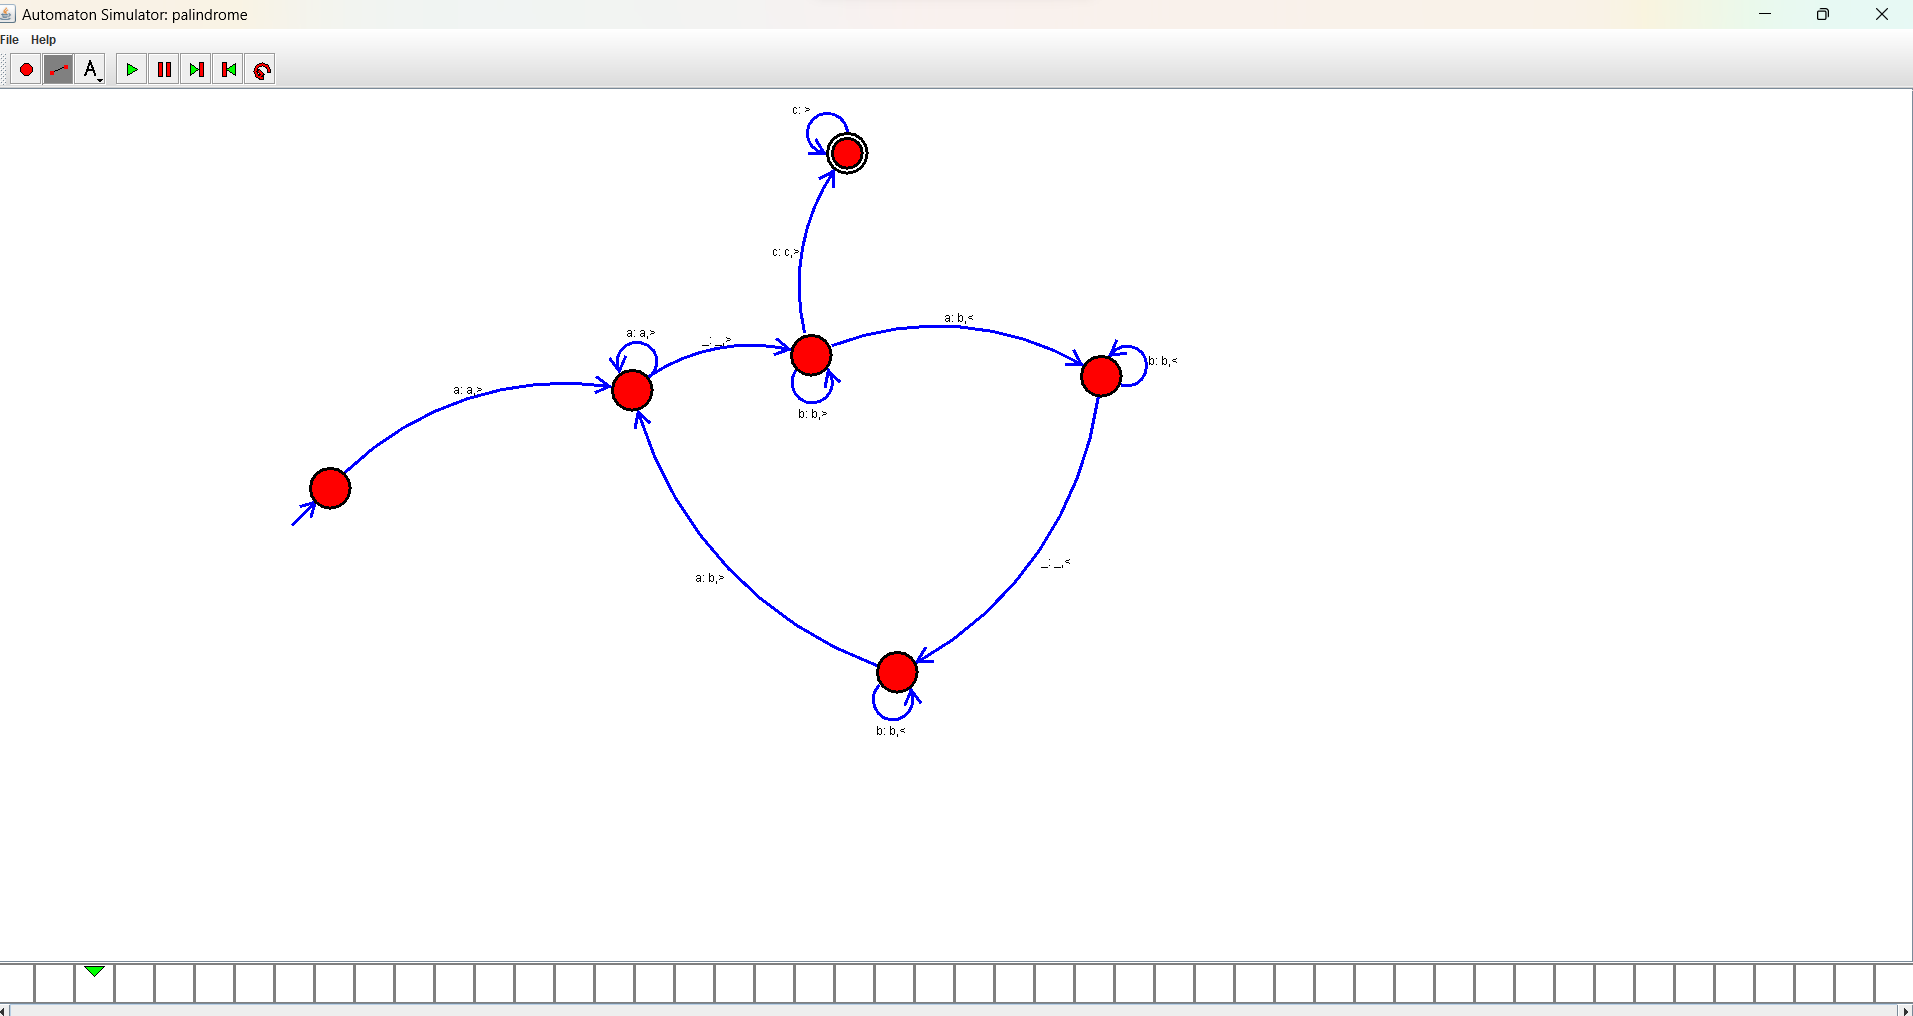 Automaton Simulator: palindrome
File Help
A
c: >
c: c,>
a: b,<
a: a,>
_: _,>
b: b,<
a: a,>
b: b,>
_: _,<
a: b,>
b: b,<